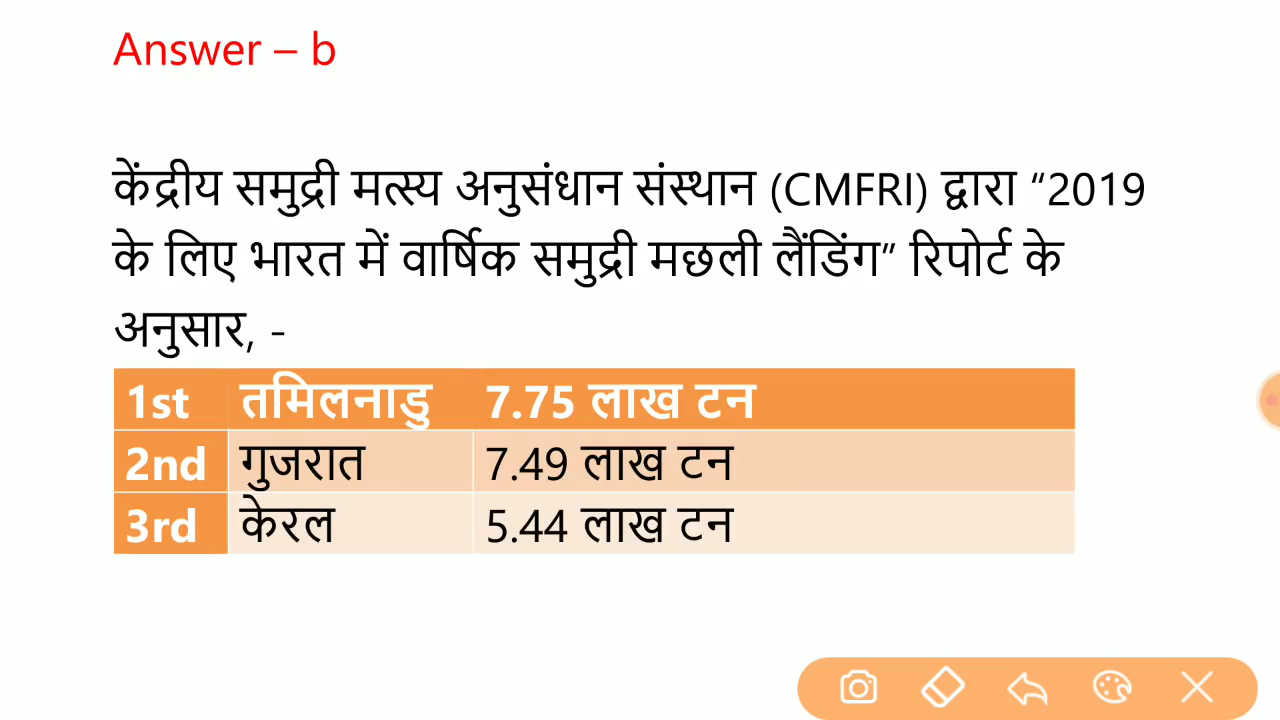 Answer – b
केंद्रीय समुद्री मत्स्य अनुसंधान संस्थान (CMFRI) द्वारा “2019
के लिए भारत में वार्षिक समुद्री मछली लैंडिंग” रिपोर्ट के
अनुसार, -
1st तमिलनाडु 7.75 लाख टन
2nd गुजरात 7.49 लाख टन
3rd केरल 5.44 लाख टन